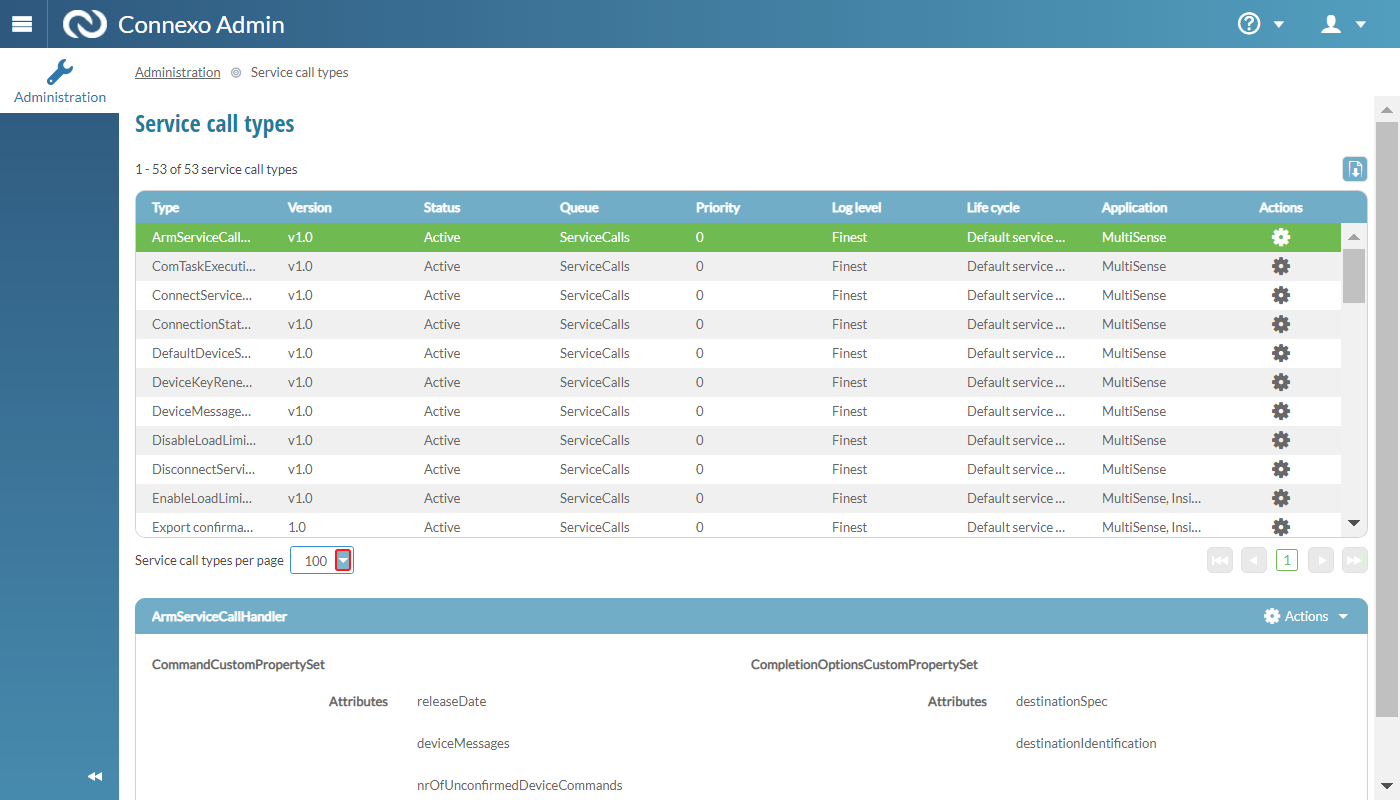 Connexo Admin
Administration
Administration Service call types
Service call types
1 - 53 of 53 service call types
Type Version Status Queue Priority Log level Life cycle Application Actions
ArmServiceCall... v1.0 Active ServiceCalls 0 Finest Default service ... MultiSense
ComTaskExecuti... v1.0 Active ServiceCalls 0 Finest Default service ... MultiSense
ConnectService... v1.0 Active ServiceCalls 0 Finest Default service ... MultiSense
ConnectionStat... v1.0 Active ServiceCalls 0 Finest Default service ... MultiSense
DefaultDeviceS... v1.0 Active ServiceCalls 0 Finest Default service ... MultiSense
DeviceKeyRene... v1.0 Active ServiceCalls 0 Finest Default service ... MultiSense
DeviceMessage... v1.0 Active ServiceCalls 0 Finest Default service ... MultiSense
DisableLoadLimi... v1.0 Active ServiceCalls 0 Finest Default service ... MultiSense
DisconnectServi... v1.0 Active ServiceCalls 0 Finest Default service ... MultiSense
EnableLoadLimi... v1.0 Active ServiceCalls 0 Finest Default service ... MultiSense, Insi...
Export confirma... 1.0 Active ServiceCalls 0 Finest Default service ... MultiSense, Insi...
Service call types per page 100 1
ArmServiceCallHandler Actions
CommandCustomPropertySet CompletionOptionsCustomPropertySet
Attributes releaseDate Attributes destinationSpec
deviceMessages destinationIdentification
nrOfUnconfirmedDeviceCommands